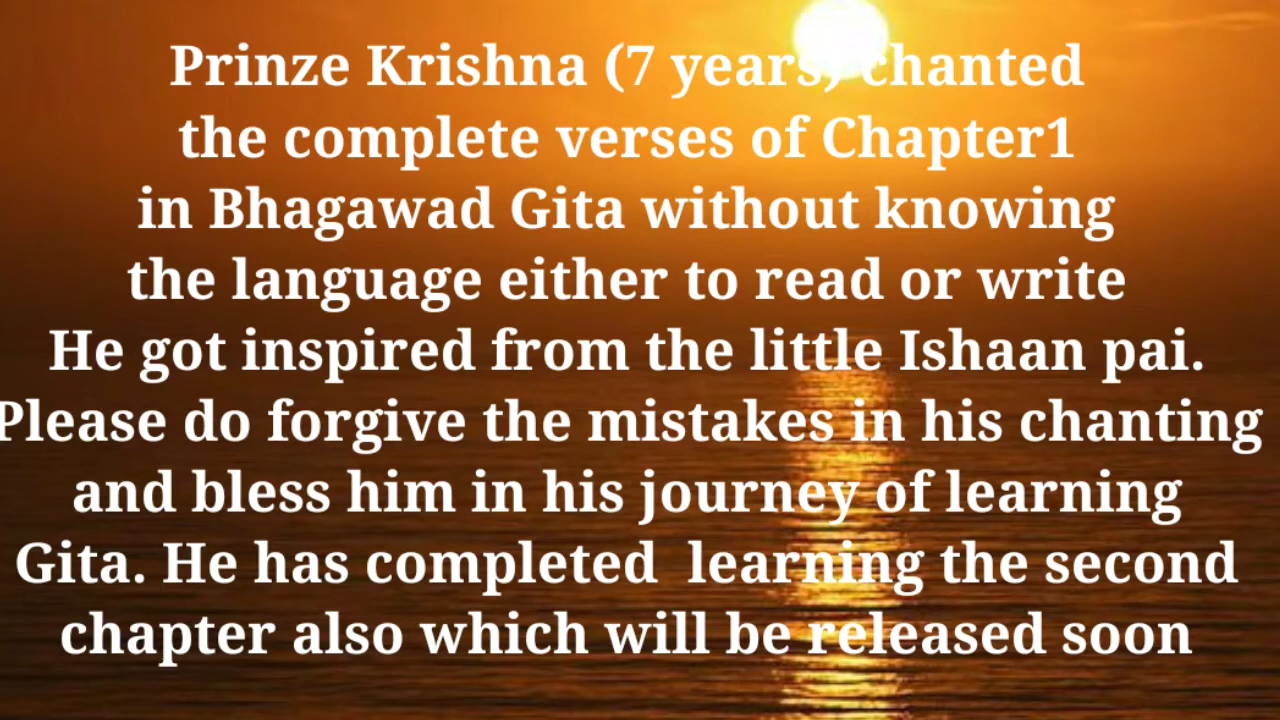 Prinze Krishna (7 years) chanted
the complete verses of Chapter1
in Bhagawad Gita without knowing
the language either to read or write
He got inspired from the little Ishaan pai.
Please do forgive the mistakes in his chanting
and bless him in his journey of learning
Gita. He has completed  learning the second
chapter also which will be released soon